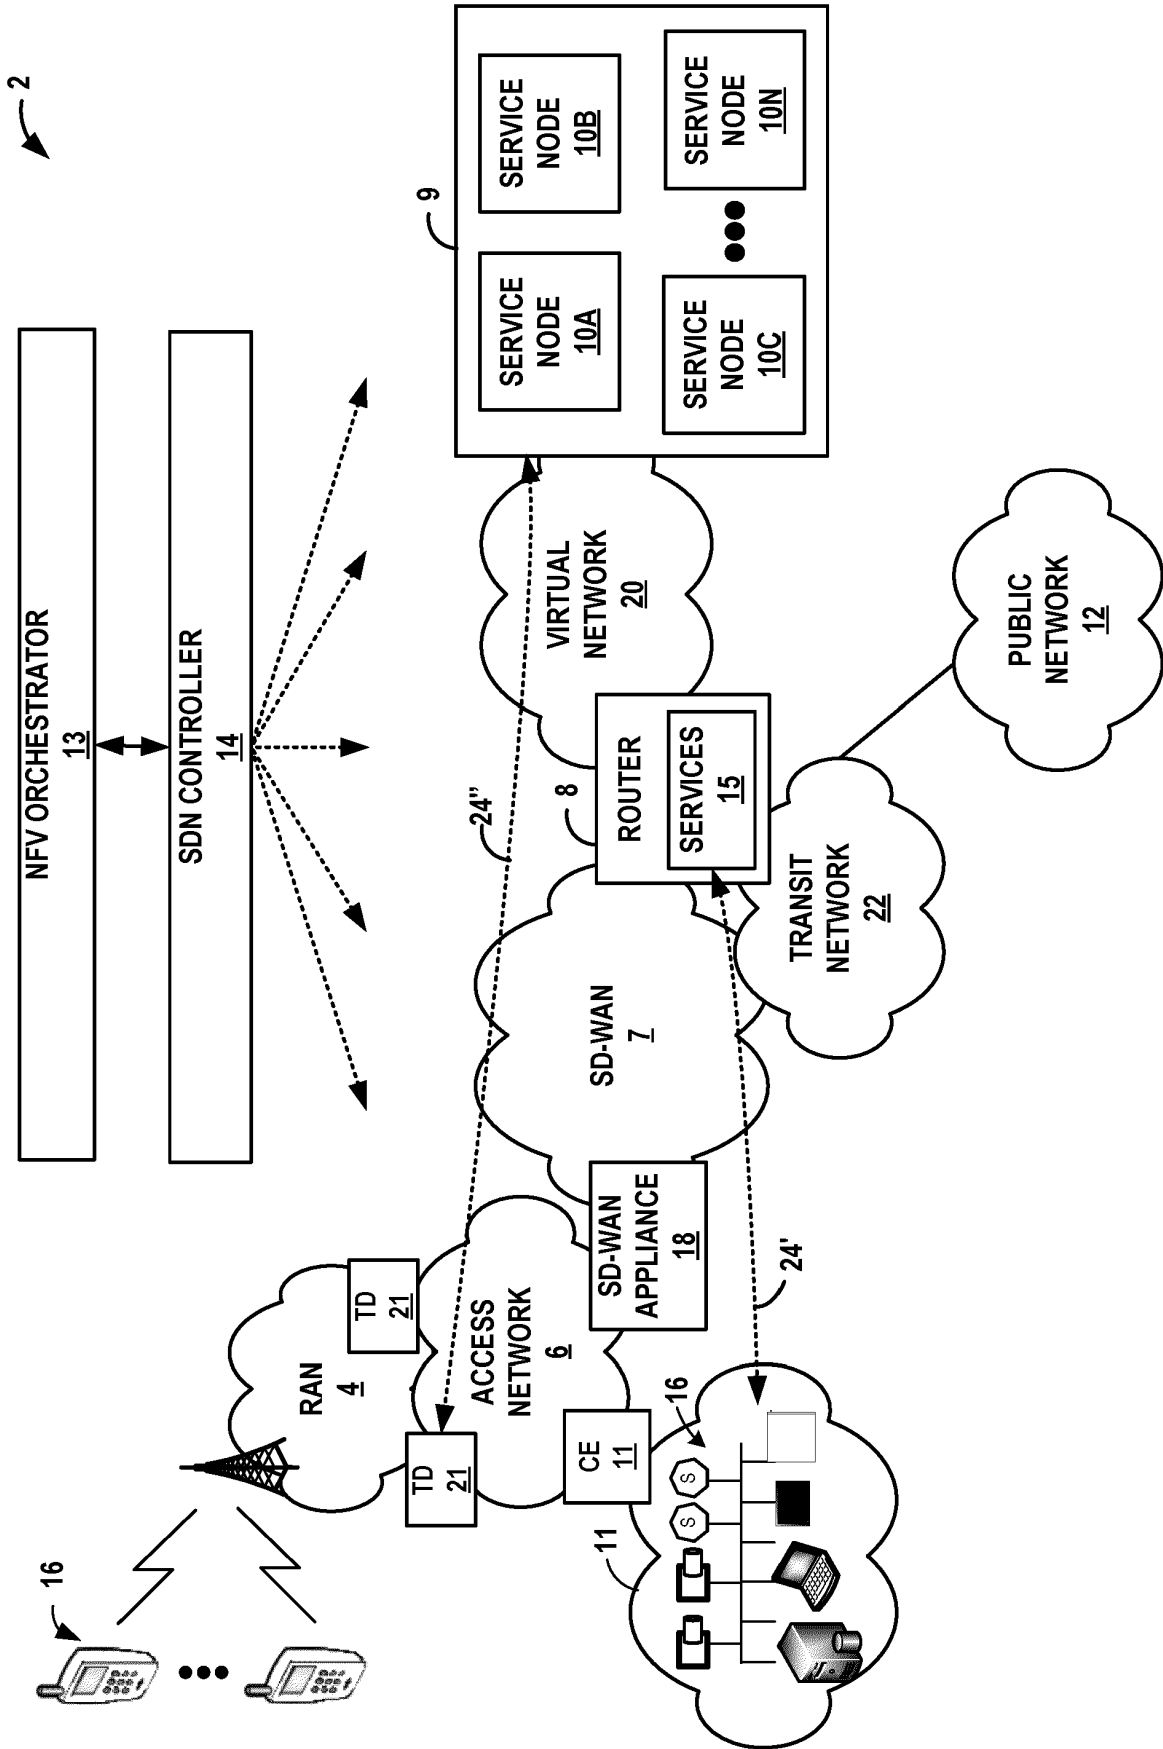 2
NFV ORCHESTRATOR
13
SDN CONTROLLER
14
16
RAN
4
TD
21
TD
21
ACCESS
NETWORK
6
CE
11
11
16
S
S
SD-WAN
APPLIANCE
18
SD-WAN
7
24"
24'
8
ROUTER
SERVICES
15
VIRTUAL
NETWORK
20
TRANSIT
NETWORK
22
PUBLIC
NETWORK
12
9
SERVICE
NODE
10A
SERVICE
NODE
10B
SERVICE
NODE
10C
SERVICE
NODE
10N